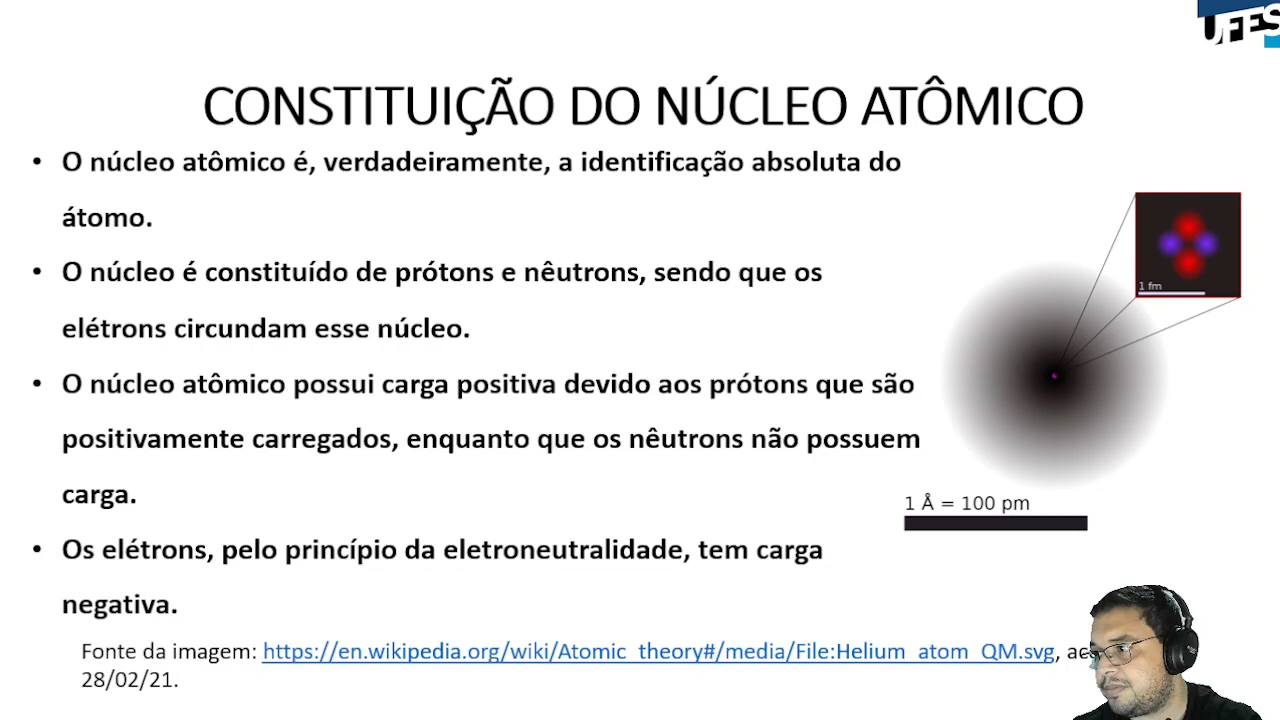 UFES
CONSTITUIÇÃO DO NÚCLEO ATÔMICO
• O núcleo atômico é, verdadeiramente, a identificação absoluta do
átomo.
• O núcleo é constituído de prótons e nêutrons, sendo que os
elétrons circundam esse núcleo.
• O núcleo atômico possui carga positiva devido aos prótons que são
positivamente carregados, enquanto que os nêutrons não possuem
carga.
• Os elétrons, pelo princípio da eletroneutralidade, tem carga
negativa.
1 fm
1 Å = 100 pm
Fonte da imagem: https://en.wikipedia.org/wiki/Atomic_theory#/media/File:Helium_atom_QM.svg,
28/02/21.